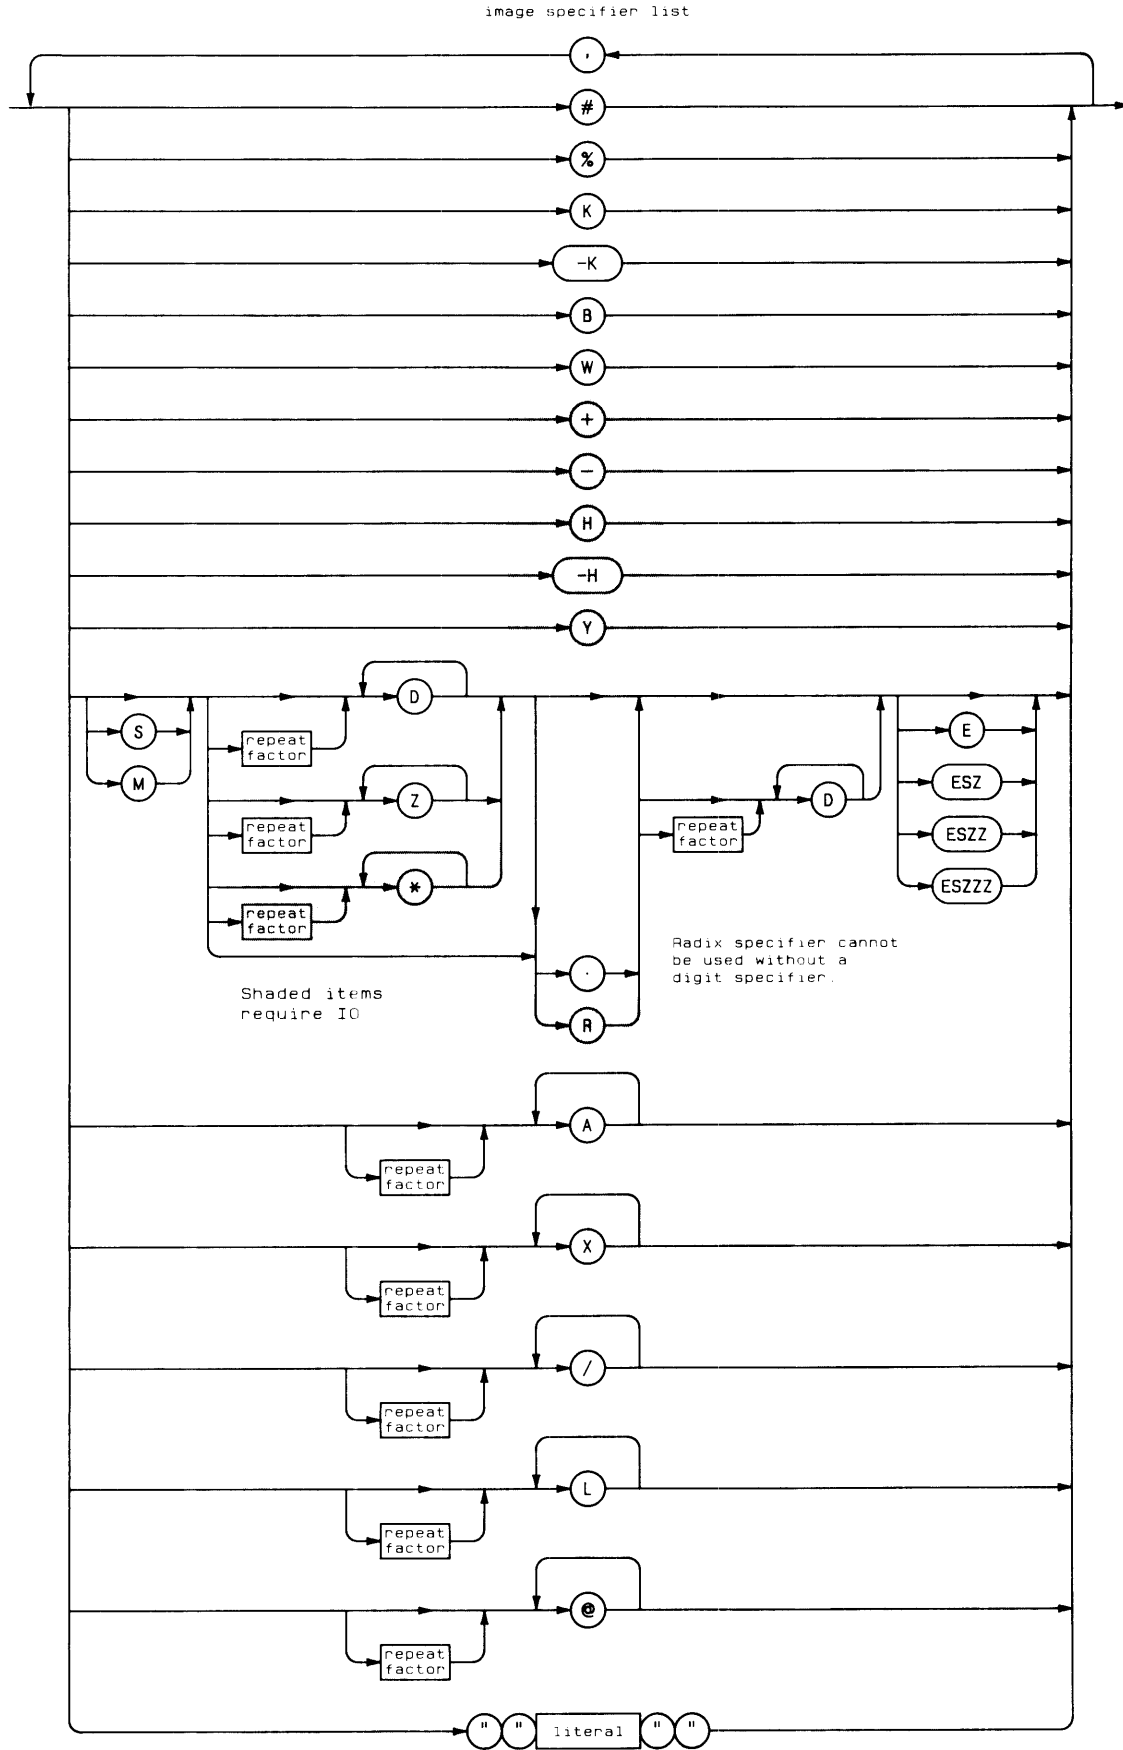 image specifier list
,
#
%
K
-K
B
W
+
-
H
-H
Y
D
S
repeat
factor
E
M
Z
D
ESZ
repeat
factor
repeat
factor
ESZZ
*
ESZZZ
repeat
factor
Radix specifier cannot
be used without a
digit specifier.
.
Shaded items
require IO
R
A
repeat
factor
X
repeat
factor
/
repeat
factor
L
repeat
factor
@
repeat
factor
" " literal " "